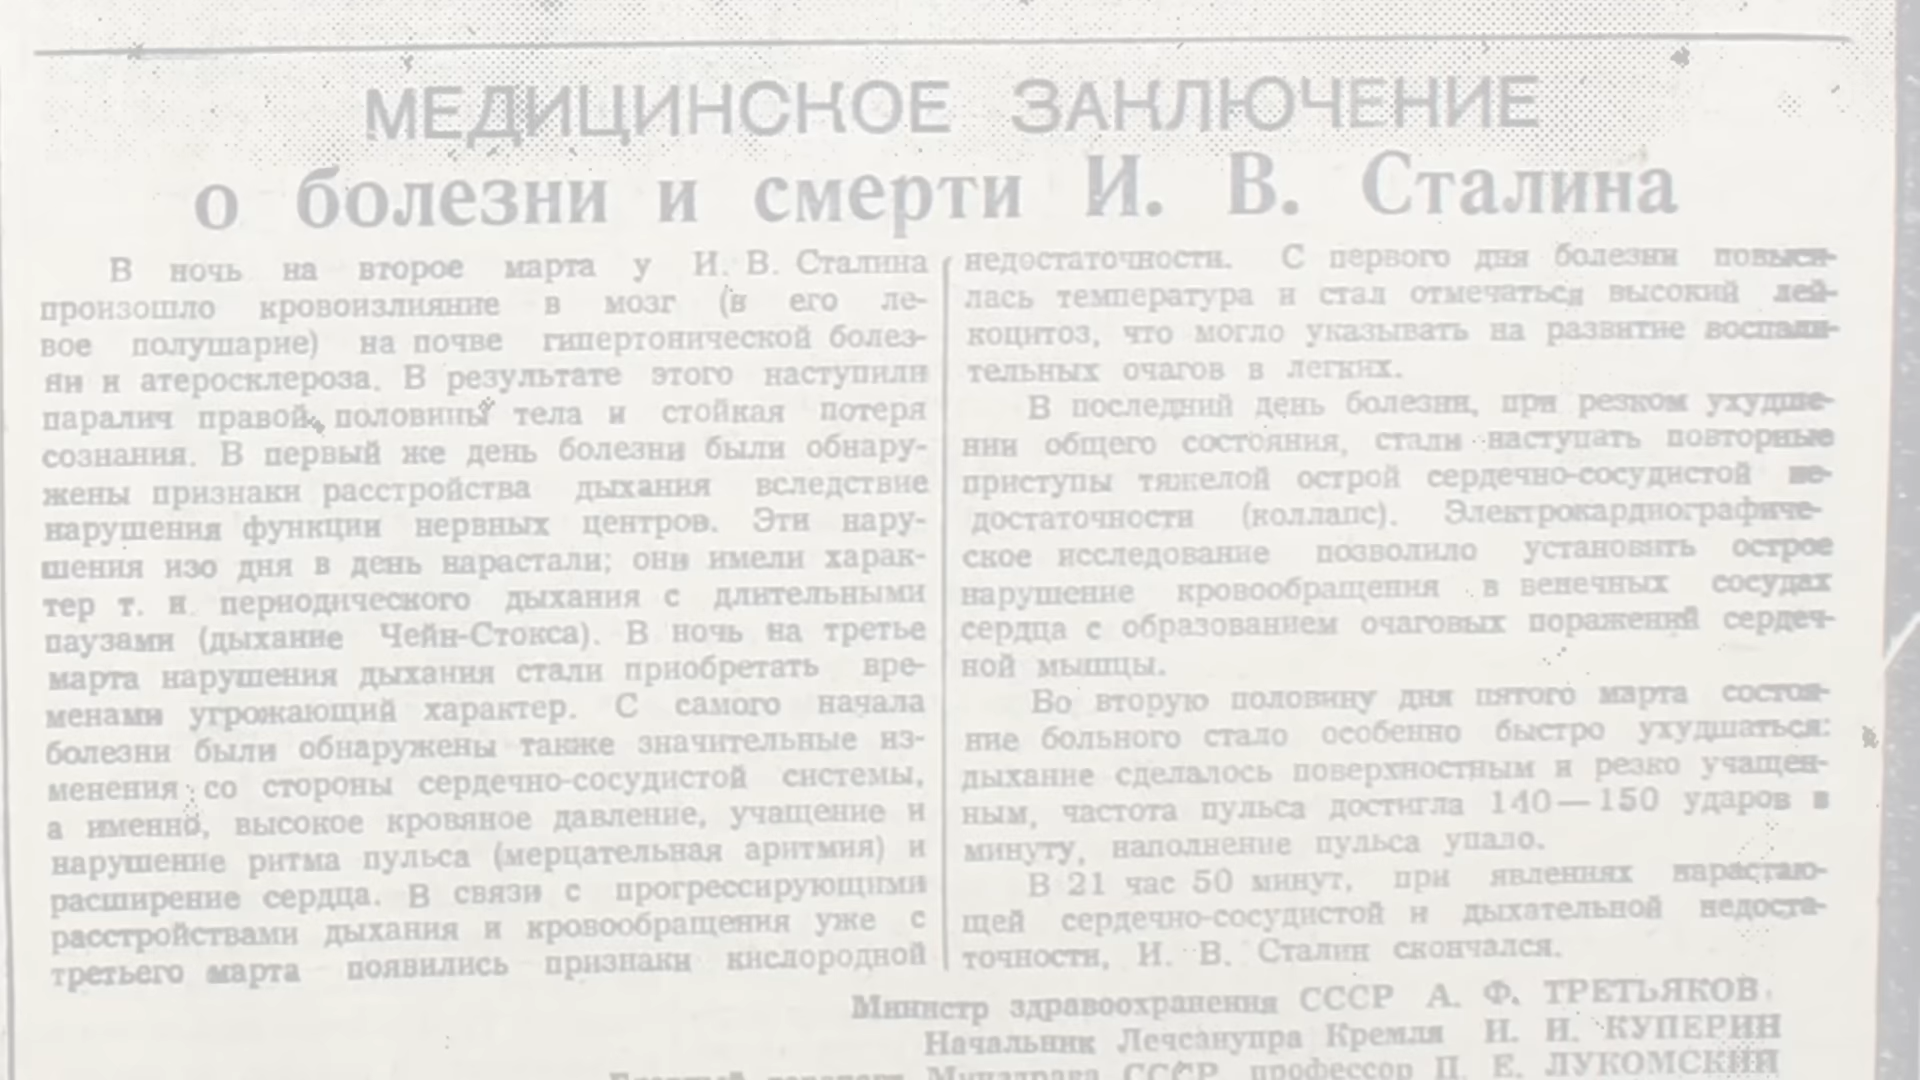 МЕДИЦИНСКОЕ ЗАКЛЮЧЕНИЕ
о болезни и смерти И. В. Сталина
В ночь на второе марта у И. В. Сталина
произошло кровоизлияние в мозг (в его ле-
вое полушарие) на почве гипертонической болез-
ни и атеросклероза. В результате этого наступили
паралич правой половины тела и стойкая потеря
сознания. В первый же день болезни были обнару-
жены признаки расстройства дыхания вследствие
нарушения функции нервных центров. Эти нару-
шения изо дня в день нарастали; они имели харак-
тер т. н. периодического дыхания с длительными
паузами (дыхание Чейн-Стокса). В ночь на третье
марта нарушения дыхания стали приобретать вре-
менами угрожающий характер. С самого начала
болезни были обнаружены также значительные из-
менения со стороны сердечно-сосудистой системы,
а именно, высокое кровяное давление, учащение и
нарушение ритма пульса (мерцательная аритмия) и
расширение сердца. В связи с прогрессирующими
расстройствами дыхания и кровообращения уже с
третьего марта появились признаки кислородной
недостаточности. С первого дня болезни повыси-
лась температура и стал отмечаться высокий лей-
коцитоз, что могло указывать на развитие воспали-
тельных очагов в легких.
В последний день болезни, при резком ухудше-
нии общего состояния, стали наступать повторные
приступы тяжелой острой сердечно-сосудистой не-
достаточности (коллапс). Электрокардиографиче-
ское исследование позволило установить острое
нарушение кровообращения в венечных сосудах
сердца с образованием очаговых поражений сердеч-
ной мышцы.
Во вторую половину дня пятого марта состоя-
ние больного стало особенно быстро ухудшаться:
дыхание сделалось поверхностным и резко учащен-
ным, частота пульса достигла 140—150 ударов в
минуту, наполнение пульса упало.
В 21 час 50 минут, при явлениях нарастаю-
щей сердечно-сосудистой и дыхательной недоста-
точности, И. В. Сталин скончался.
Министр здравоохранения СССР А. Ф. ТРЕТЬЯКОВ.
Начальник Лечсанупра Кремля И. И. КУПЕРИН
Минздрава СССР профессор П. Е. ЛУКОМСКИЙ